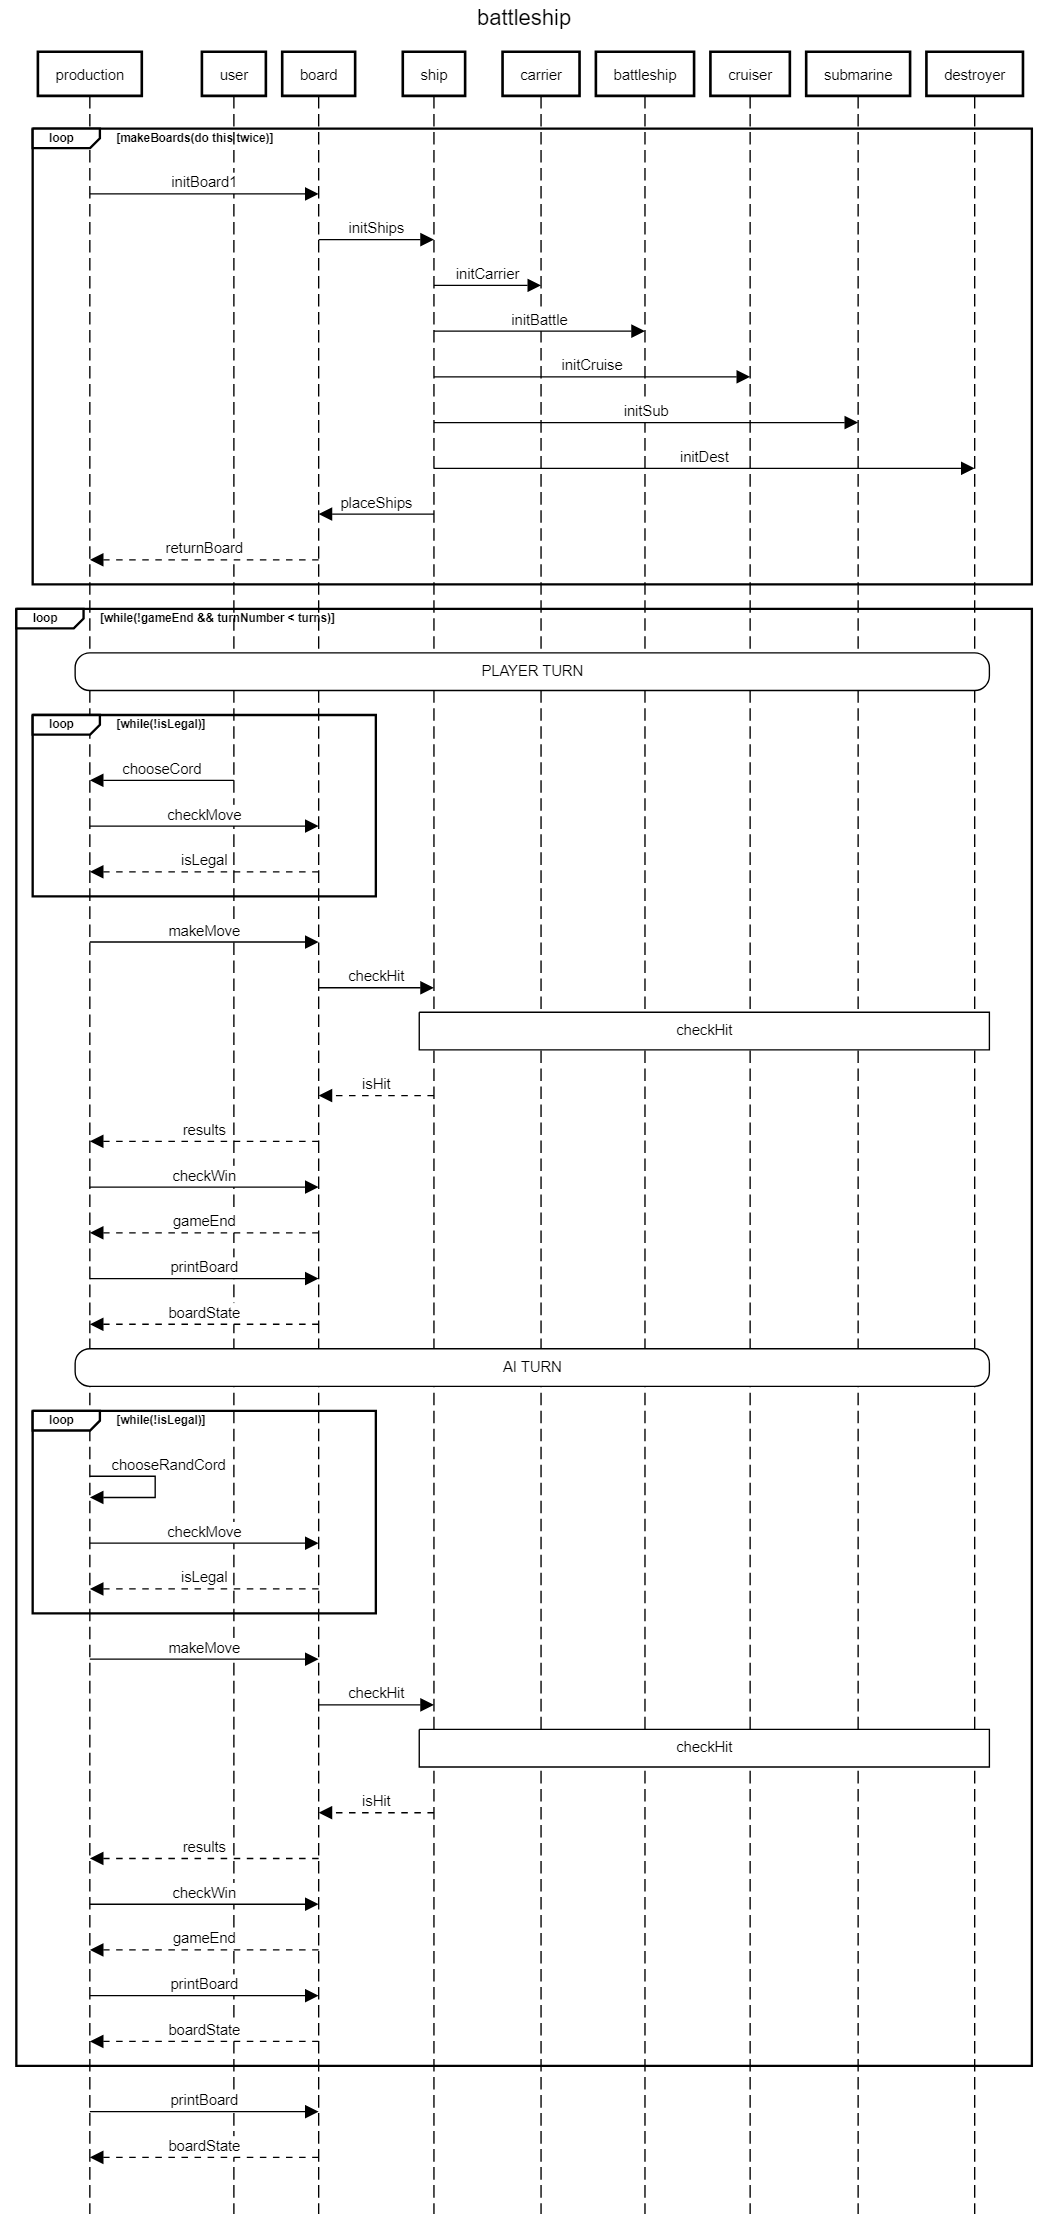 battleship
production
user
board
ship
carrier
battleship
cruiser
submarine
destroyer
loop [makeBoards(do this twice)]
initBoard1
initShips
initCarrier
initBattle
initCruise
initSub
initDest
placeShips
returnBoard
loop [while(!gameEnd && turnNumber < turns)]
PLAYER TURN
loop [while(!isLegal)]
chooseCord
checkMove
isLegal
makeMove
checkHit
checkHit
isHit
results
checkWin
gameEnd
printBoard
boardState
AI TURN
loop [while(!isLegal)]
chooseRandCord
checkMove
isLegal
makeMove
checkHit
checkHit
isHit
results
checkWin
gameEnd
printBoard
boardState
printBoard
boardState